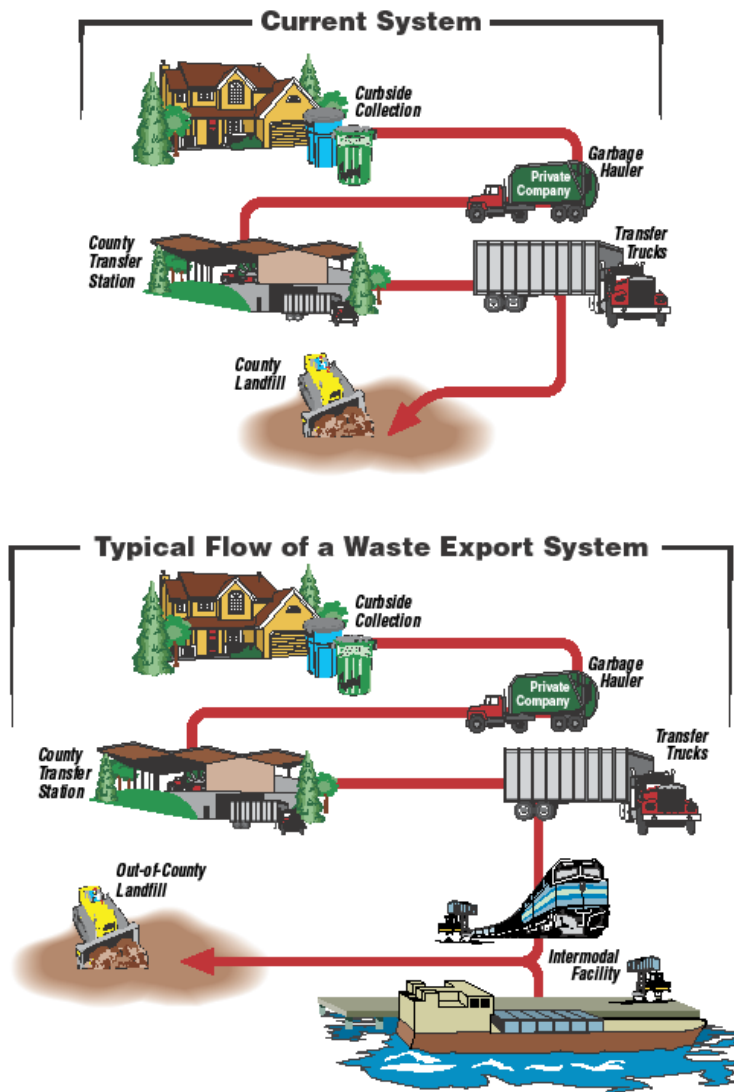 Current System
Curbside
Collection
Garbage
Hauler
Private
Company
County
Transfer
Station
Transfer
Trucks
County
Landfill
Typical Flow of a Waste Export System
Curbside
Collection
Garbage
Hauler
Private
Company
County
Transfer
Station
Transfer
Trucks
Out-of-County
Landfill
Intermodal
Facility